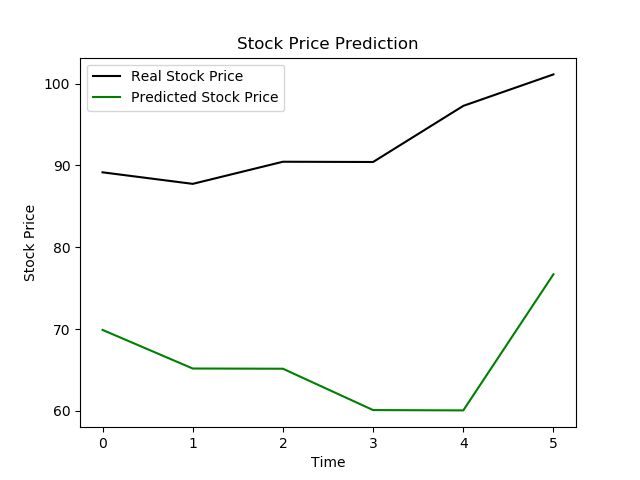 Stock Price Prediction
Real Stock Price
Predicted Stock Price
100
90
80
70
60
Stock Price
0 1 2 3 4 5
Time